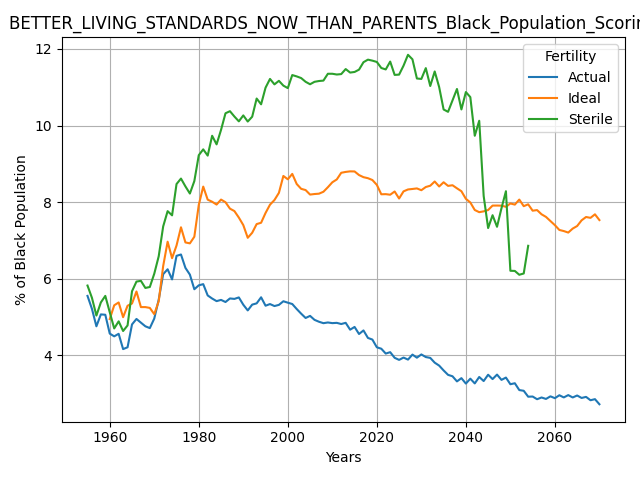 BETTER_LIVING_STANDARDS_NOW_THAN_PARENTS_Black_Population_Scorin
12
10
8
6
4
% of Black Population
Fertility
Actual
Ideal
Sterile
1960 1980 2000 2020 2040 2060
Years